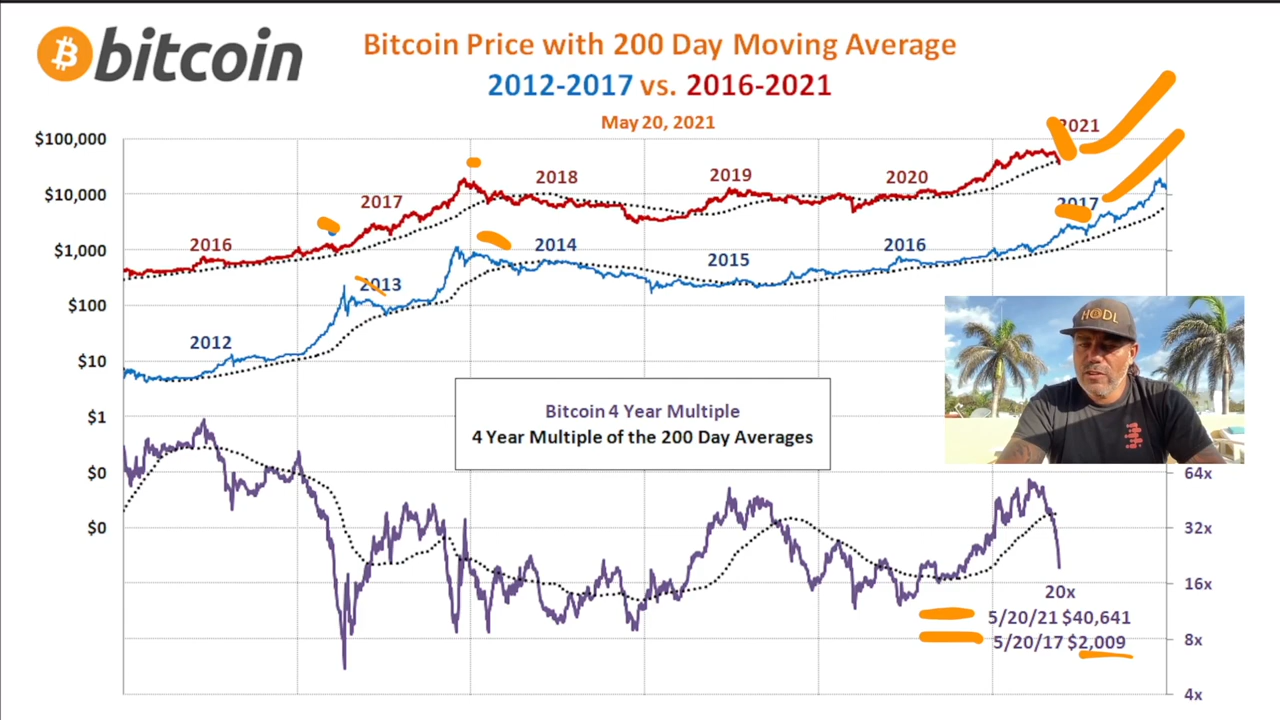 bitcoin
Bitcoin Price with 200 Day Moving Average
2012-2017 vs. 2016-2021
May 20, 2021
$100,000
$10,000
$1,000
$100
$10
$1
$0
$0
2016
2017
2018
2019
2020
2021
2012
2013
2014
2015
2016
2017
HODL
Bitcoin 4 Year Multiple
4 Year Multiple of the 200 Day Averages
64x
32x
16x
8x
4x
20x
5/20/21 $40,641
5/20/17 $2,009